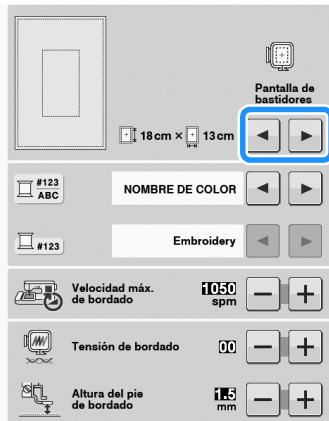 Pantalla de
bastidores
18cm × 13cm
#123
ABC
NOMBRE DE COLOR
#123
Embroidery
Velocidad máx.
de bordado
1050
spm
Tensión de bordado
00
Altura del pie
de bordado
1.5
mm